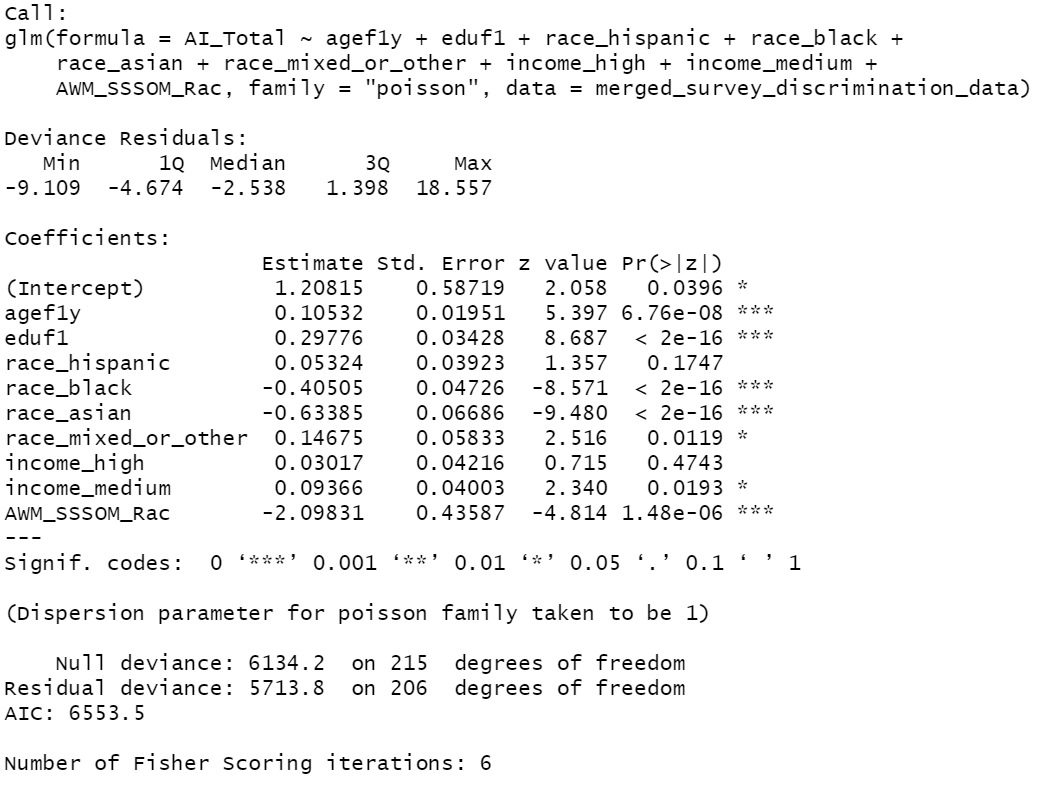 Call:
glm(formula = AI_Total ~ agef1y + eduf1 + race_hispanic + race_black +
    race_asian + race_mixed_or_other + income_high + income_medium +
    AWM_SSSOM_Rac, family = "poisson", data = merged_survey_discrimination_data)

Deviance Residuals:
   Min      1Q  Median      3Q     Max
-9.109  -4.674  -2.538   1.398  18.557

Coefficients:
                    Estimate Std. Error z value Pr(>|z|)
(Intercept)          1.20815    0.58719   2.058   0.0396 *
agef1y               0.10532    0.01951   5.397 6.76e-08 ***
eduf1                0.29776    0.03428   8.687  < 2e-16 ***
race_hispanic        0.05324    0.03923   1.357   0.1747
race_black          -0.40505    0.04726  -8.571  < 2e-16 ***
race_asian          -0.63385    0.06686  -9.480  < 2e-16 ***
race_mixed_or_other  0.14675    0.05833   2.516   0.0119 *
income_high          0.03017    0.04216   0.715   0.4743
income_medium        0.09366    0.04003   2.340   0.0193 *
AWM_SSSOM_Rac       -2.09831    0.43587  -4.814 1.48e-06 ***
---
Signif. codes:  0 ‘***’ 0.001 ‘**’ 0.01 ‘*’ 0.05 ‘.’ 0.1 ‘ ’ 1

(Dispersion parameter for poisson family taken to be 1)

    Null deviance: 6134.2  on 215  degrees of freedom
Residual deviance: 5713.8  on 206  degrees of freedom
AIC: 6553.5

Number of Fisher Scoring iterations: 6